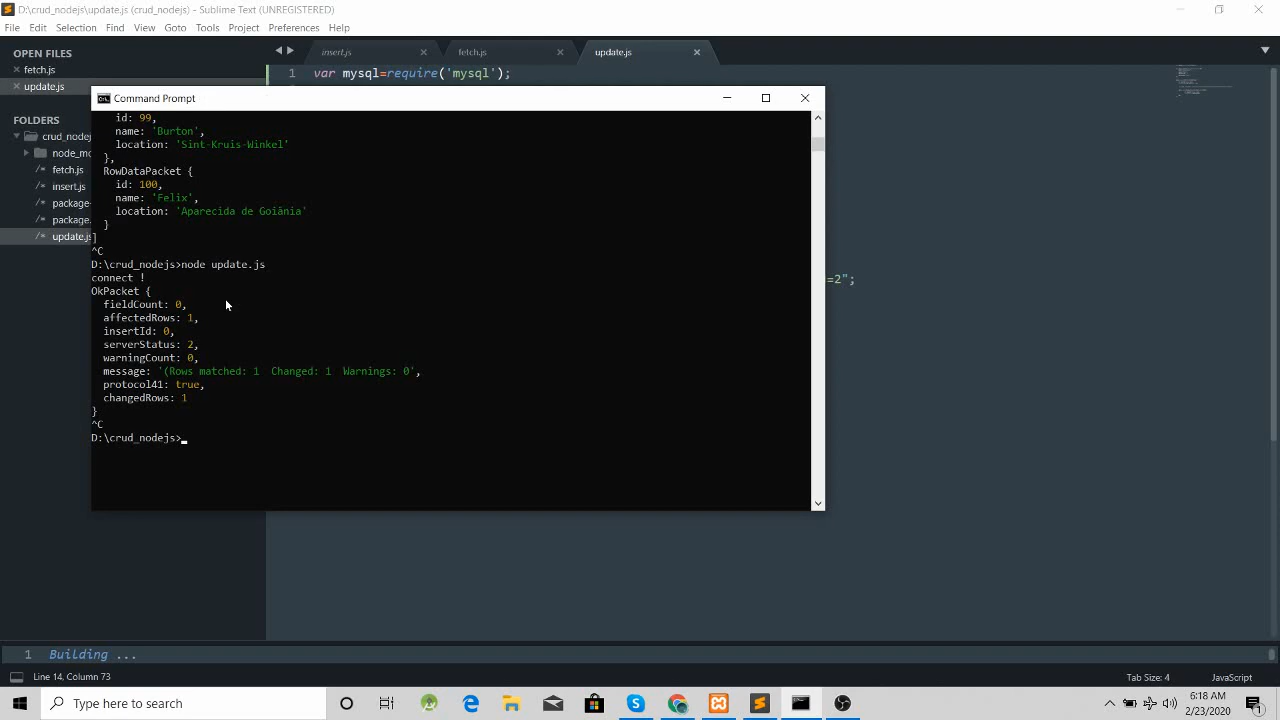 D:\crud_nodejs\update.js (crud_nodejs) - Sublime Text (UNREGISTERED)
File Edit Selection Find View Goto Tools Project Preferences Help
OPEN FILES
fetch.js
update.js
FOLDERS
crud_nodej
node_mo
/* fetch.js
/* insert.js
/* package-
/* package.
/* update.js
insert.js
fetch.js
update.js
1 var mysql=require('mysql');
=2";
Command Prompt
id: 99,
name: 'Burton',
location: 'Sint-Kruis-Winkel'
},
RowDataPacket {
id: 100,
name: 'Felix',
location: 'Aparecida de Goiânia'
}
]
^C
D:\crud_nodejs>node update.js
connect !
OkPacket {
fieldCount: 0,
affectedRows: 1,
insertId: 0,
serverStatus: 2,
warningCount: 0,
message: '(Rows matched: 1 Changed: 1 Warnings: 0',
protocol41: true,
changedRows: 1
}
^C
D:\crud_nodejs>
1 Building ...
Line 14, Column 73
Tab Size: 4
JavaScript
Type here to search
6:18 AM
2/23/2020
1